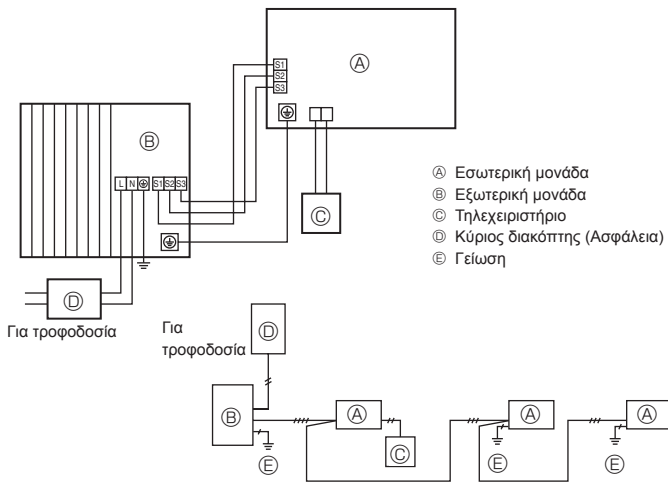 Ⓐ
S1
S2
S3
Ⓑ
L N S1 S2 S3
Ⓒ
Ⓓ
Για τροφοδοσία
Ⓐ Εσωτερική μονάδα
Ⓑ Εξωτερική μονάδα
Ⓒ Τηλεχειριστήριο
Ⓓ Κύριος διακόπτης (Ασφάλεια)
Ⓔ Γείωση
Για
τροφοδοσία
Ⓓ
Ⓑ
Ⓐ
Ⓐ
Ⓐ
Ⓒ
Ⓔ
Ⓔ
Ⓔ